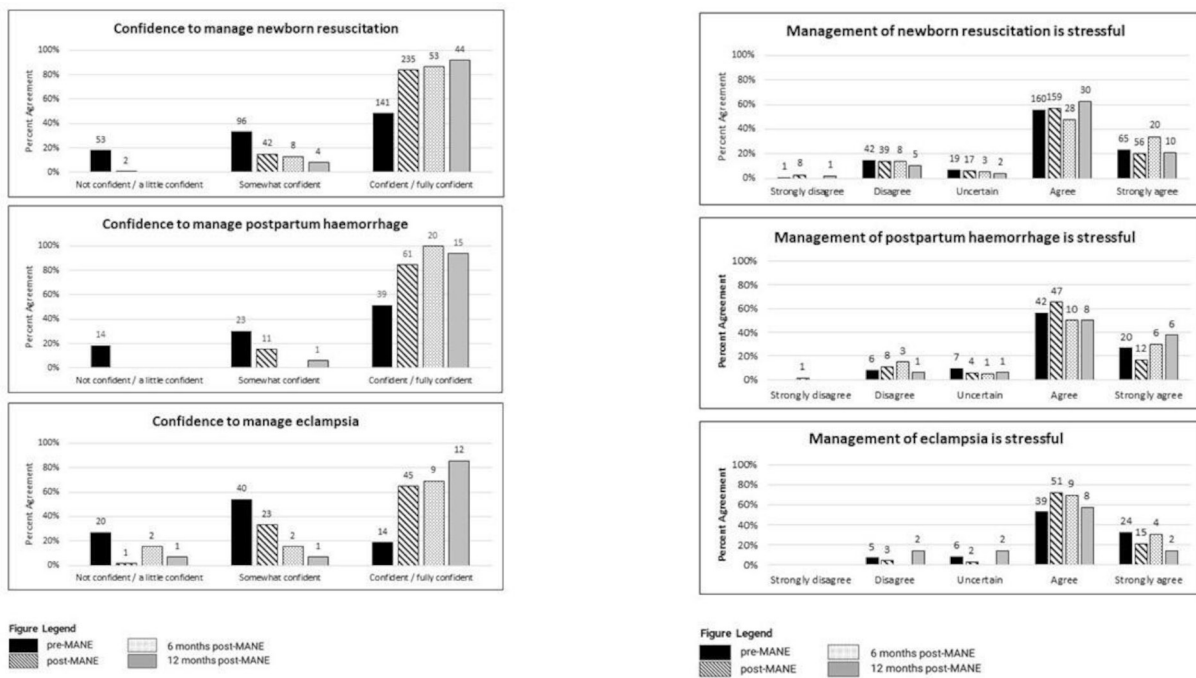 Confidence to manage newborn resuscitation
Percent Agreement
100%
80%
60%
40%
20%
0%
53
2
96
42
8
4
141
235
53
44
Not confident / a little confident
Somewhat confident
Confident / fully confident
Confidence to manage postpartum haemorrhage
Percent Agreement
100%
80%
60%
40%
20%
0%
14
23
11
1
39
61
20
15
Not confident / a little confident
Somewhat confident
Confident / fully confident
Confidence to manage eclampsia
Percent Agreement
100%
80%
60%
40%
20%
0%
20
1
2
1
40
23
2
1
14
45
9
12
Not confident / a little confident
Somewhat confident
Confident / fully confident
Figure Legend
pre-MANE
6 months post-MANE
post-MANE
12 months post-MANE
Management of newborn resuscitation is stressful
Percent Agreement
100%
80%
60%
40%
20%
0%
1
8
1
42
39
8
5
19
17
3
2
160
159
28
30
65
56
20
10
Strongly disagree
Disagree
Uncertain
Agree
Strongly agree
Management of postpartum haemorrhage is stressful
Percent Agreement
100%
80%
60%
40%
20%
0%
1
6
8
3
1
7
4
1
1
42
47
10
8
20
12
6
6
Strongly disagree
Disagree
Uncertain
Agree
Strongly agree
Management of eclampsia is stressful
Percent Agreement
100%
80%
60%
40%
20%
0%
5
3
2
6
2
2
39
51
9
8
24
15
4
2
Strongly disagree
Disagree
Uncertain
Agree
Strongly agree
Figure Legend
pre-MANE
6 months post-MANE
post-MANE
12 months post-MANE